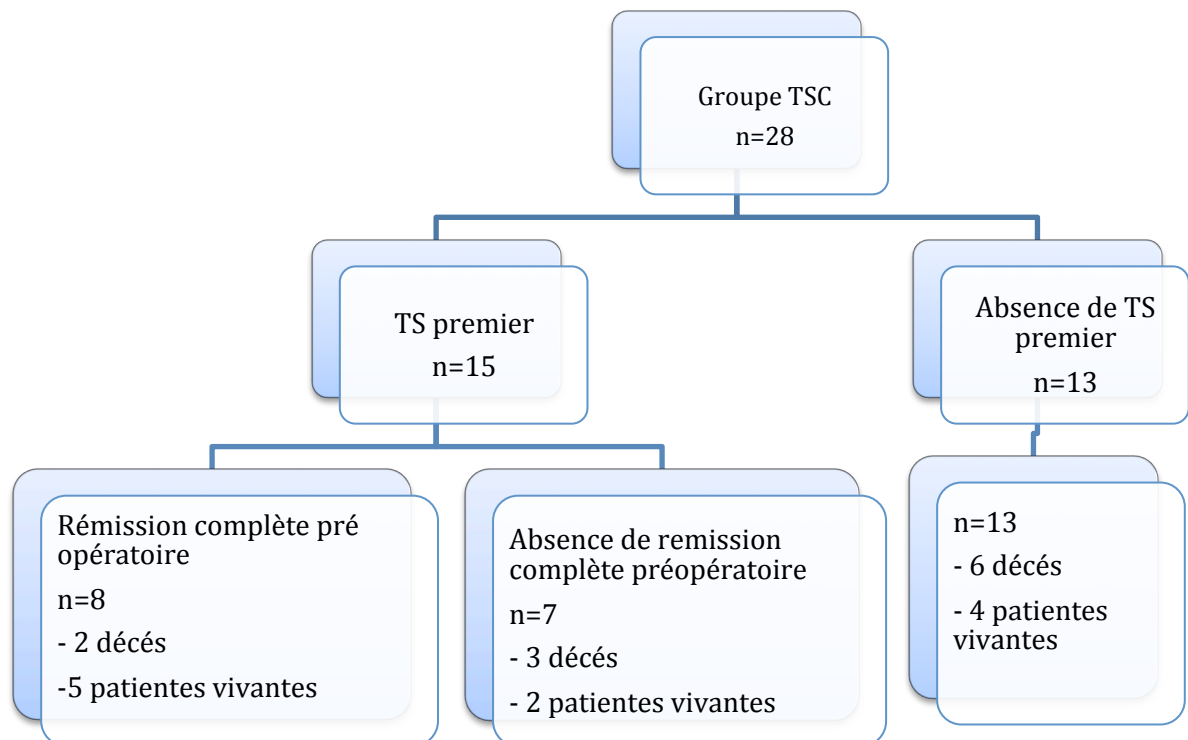 Groupe TSC
n=28
TS premier
n=15
Absence de TS
premier
n=13
Rémission complète pré
opératoire
n=8
- 2 décés
-5 patientes vivantes
Absence de remission
complète préopératoire
n=7
- 3 décés
- 2 patientes vivantes
n=13
- 6 décés
- 4 patientes
vivantes